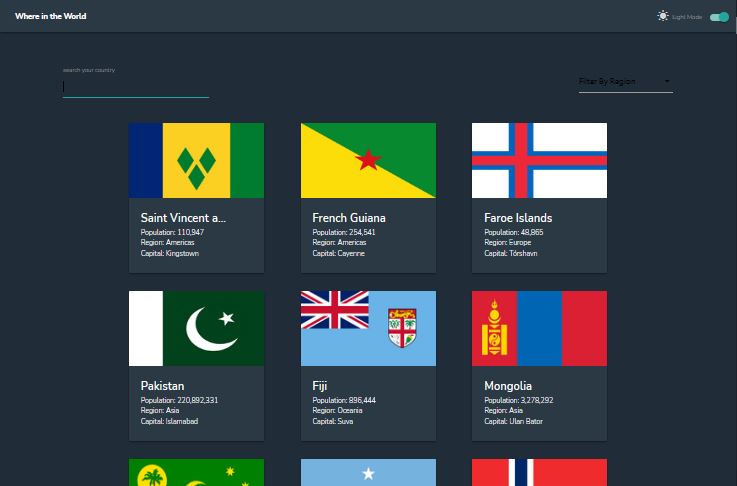 Where in the World
Light Mode
search your country
Filter By Region
Saint Vincent a...
Population: 110,947
Region: Americas
Capital: Kingstown
French Guiana
Population: 254,541
Region: Americas
Capital: Cayenne
Faroe Islands
Population: 48,865
Region: Europe
Capital: Tórshavn
Pakistan
Population: 220,892,331
Region: Asia
Capital: Islamabad
Fiji
Population: 896,444
Region: Oceania
Capital: Suva
Mongolia
Population: 3,278,292
Region: Asia
Capital: Ulan Bator